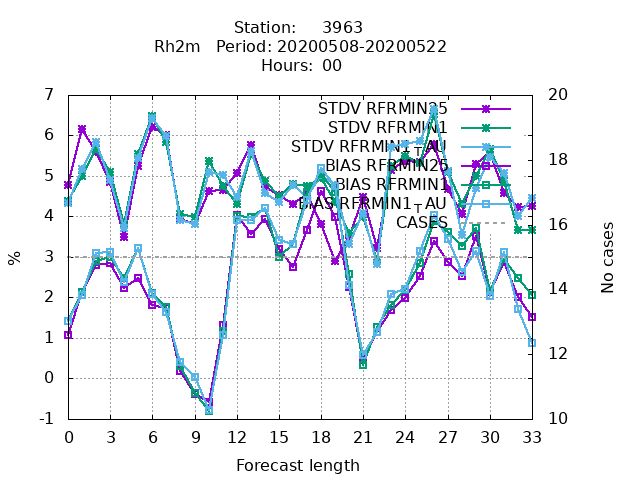 Station: 3963
Rh2m Period: 20200508-20200522
Hours: 00
7
6
5
4
3
2
1
0
-1
20
18
16
14
12
10
STDV RFRMIN25
STDV RFRMIN1
STDV RFRMIN1_TAU
BIAS RFRMIN25
BIAS RFRMIN1
BIAS RFRMIN1_TAU
CASES
%
No cases
0 3 6 9 12 15 18 21 24 27 30 33
Forecast length